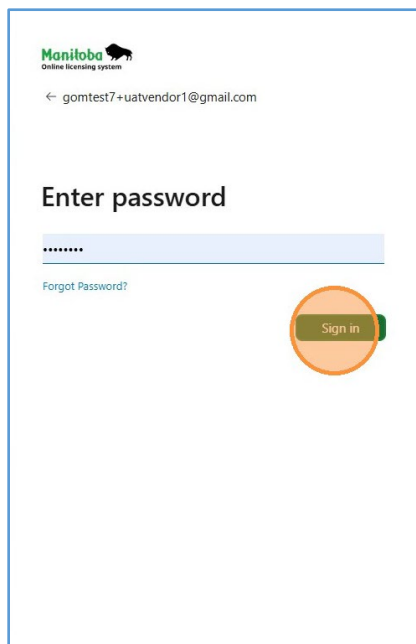 Manitoba
Online licensing system
← gomtest7+uatvendor1@gmail.com
Enter password
••••••••
Forgot Password?
Sign in